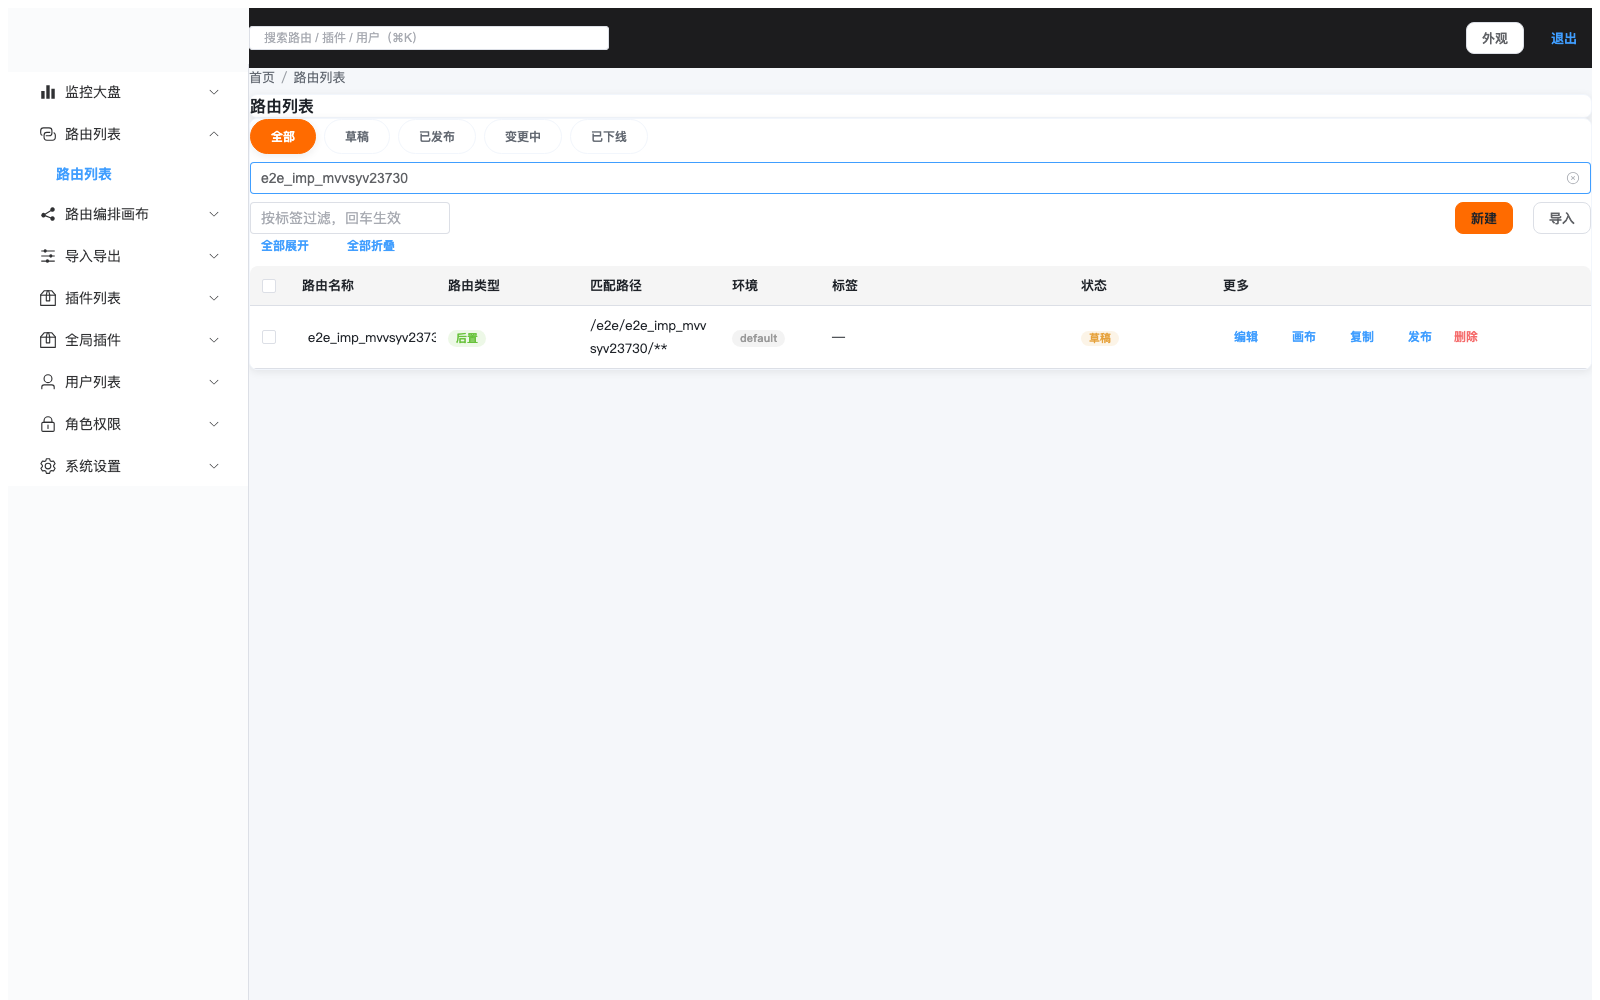 搜索路由 / 插件 / 用户（⌘K）
外观
退出
监控大盘
路由列表
路由列表
路由编排画布
导入导出
插件列表
全局插件
用户列表
角色权限
系统设置
首页 / 路由列表
路由列表
全部 草稿 已发布 变更中 已下线
e2e_imp_mvvsyv23730
按标签过滤，回车生效
新建 导入
全部展开 全部折叠
路由名称 路由类型 匹配路径 环境 标签 状态 更多
e2e_imp_mvvsyv2373 后置 /e2e/e2e_imp_mvv
syv23730/** default — 草稿 编辑 画布 复制 发布 删除